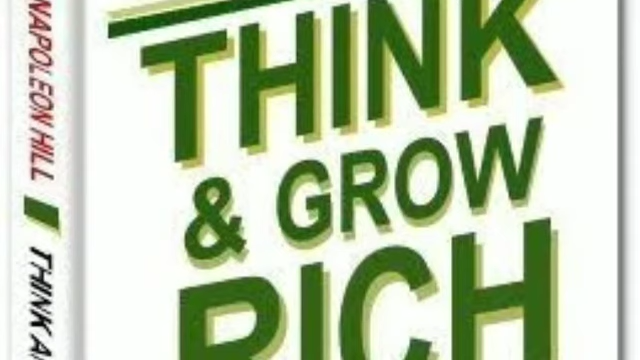 NAPOLEON HILL
THINK A
THINK
& GROW
RICH